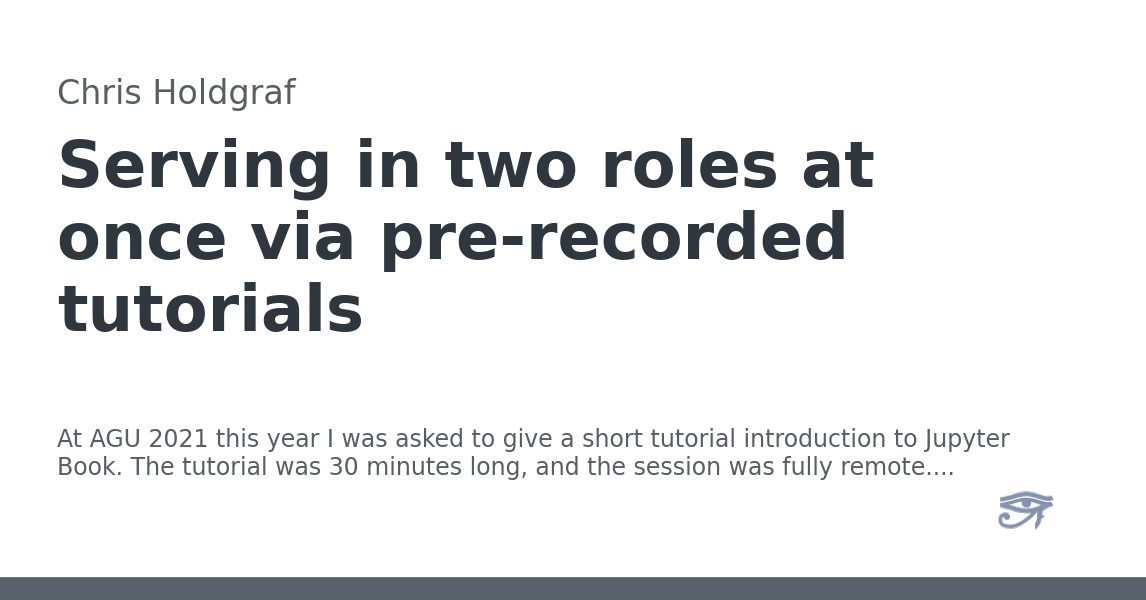 Chris Holdgraf
Serving in two roles at
once via pre-recorded
tutorials
At AGU 2021 this year I was asked to give a short tutorial introduction to Jupyter
Book. The tutorial was 30 minutes long, and the session was fully remote....